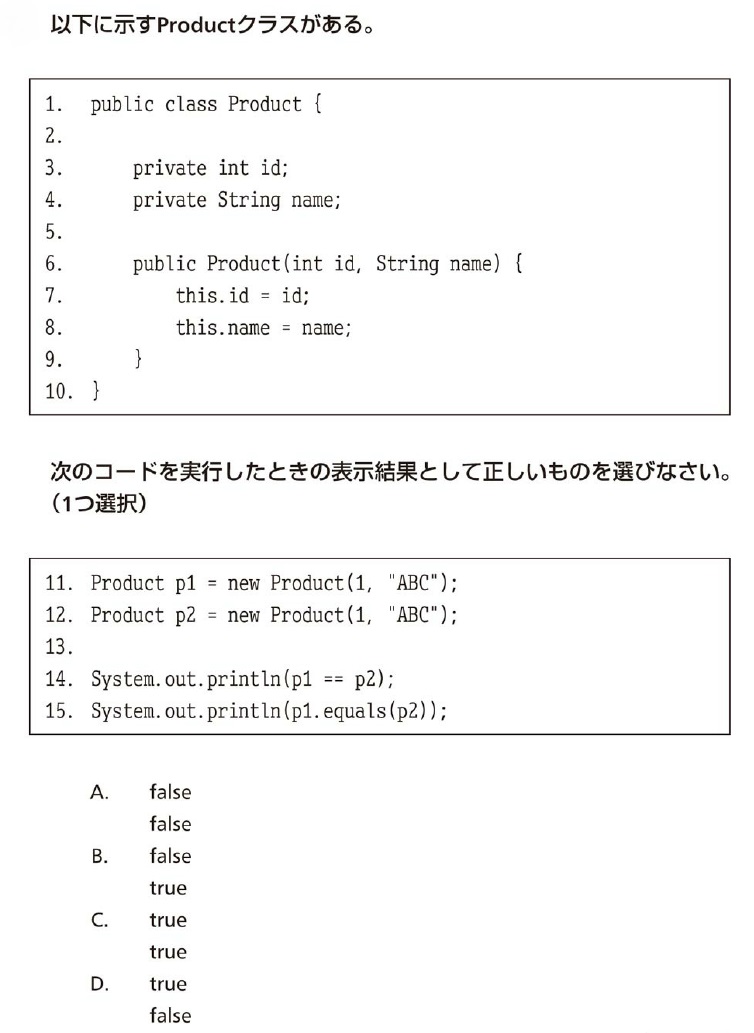 以下に示すProductクラスがある。
1. public class Product {
2.
3. private int id;
4. private String name;
5.
6. public Product(int id, String name) {
7. this.id = id;
8. this.name = name;
9. }
10. }
次のコードを実行したときの表示結果として正しいものを選びなさい。
（1つ選択）
11. Product p1 = new Product(1, "ABC");
12. Product p2 = new Product(1, "ABC");
13.
14. System.out.println(p1 == p2);
15. System.out.println(p1.equals(p2));
A. false
false
B. false
true
C. true
true
D. true
false